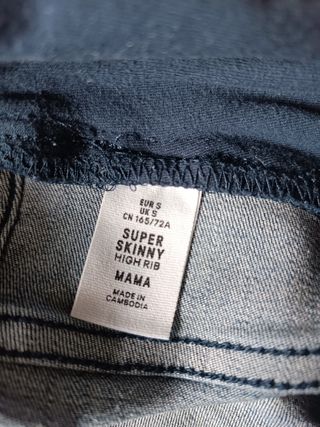 EUR S
UK S
CN 165/72A
SUPER
SKINNY
HIGH RIB
MAMA
MADE IN
CAMBODIA